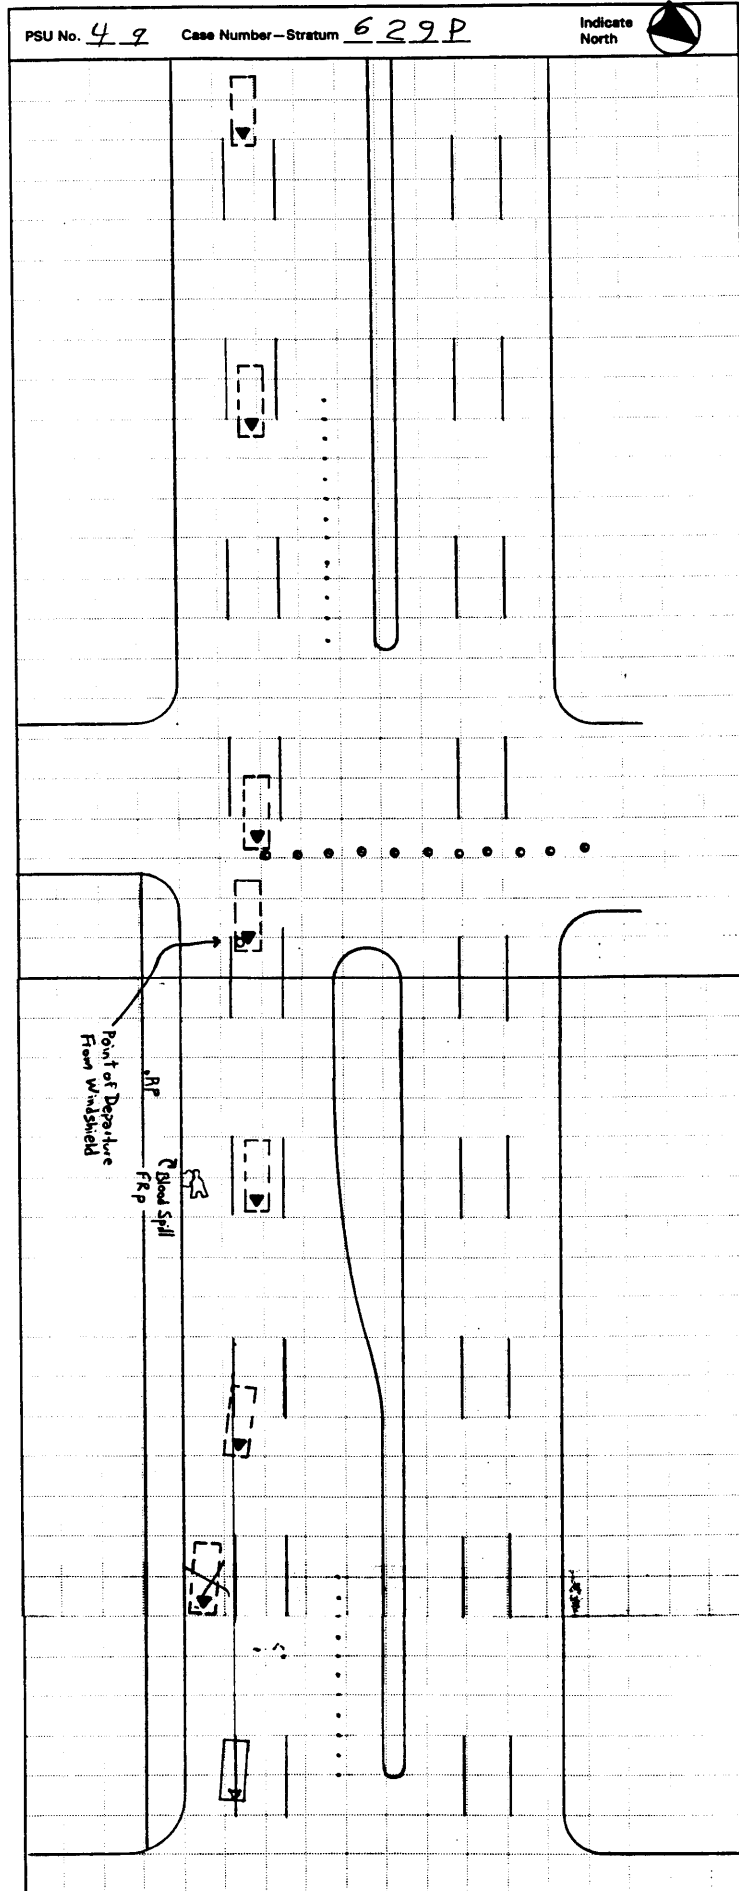 PSU No. 4 9 Case Number—Stratum 6 2 9 P Indicate North
Point of Departure
From Windshield
RP
Blood Spill
FRP